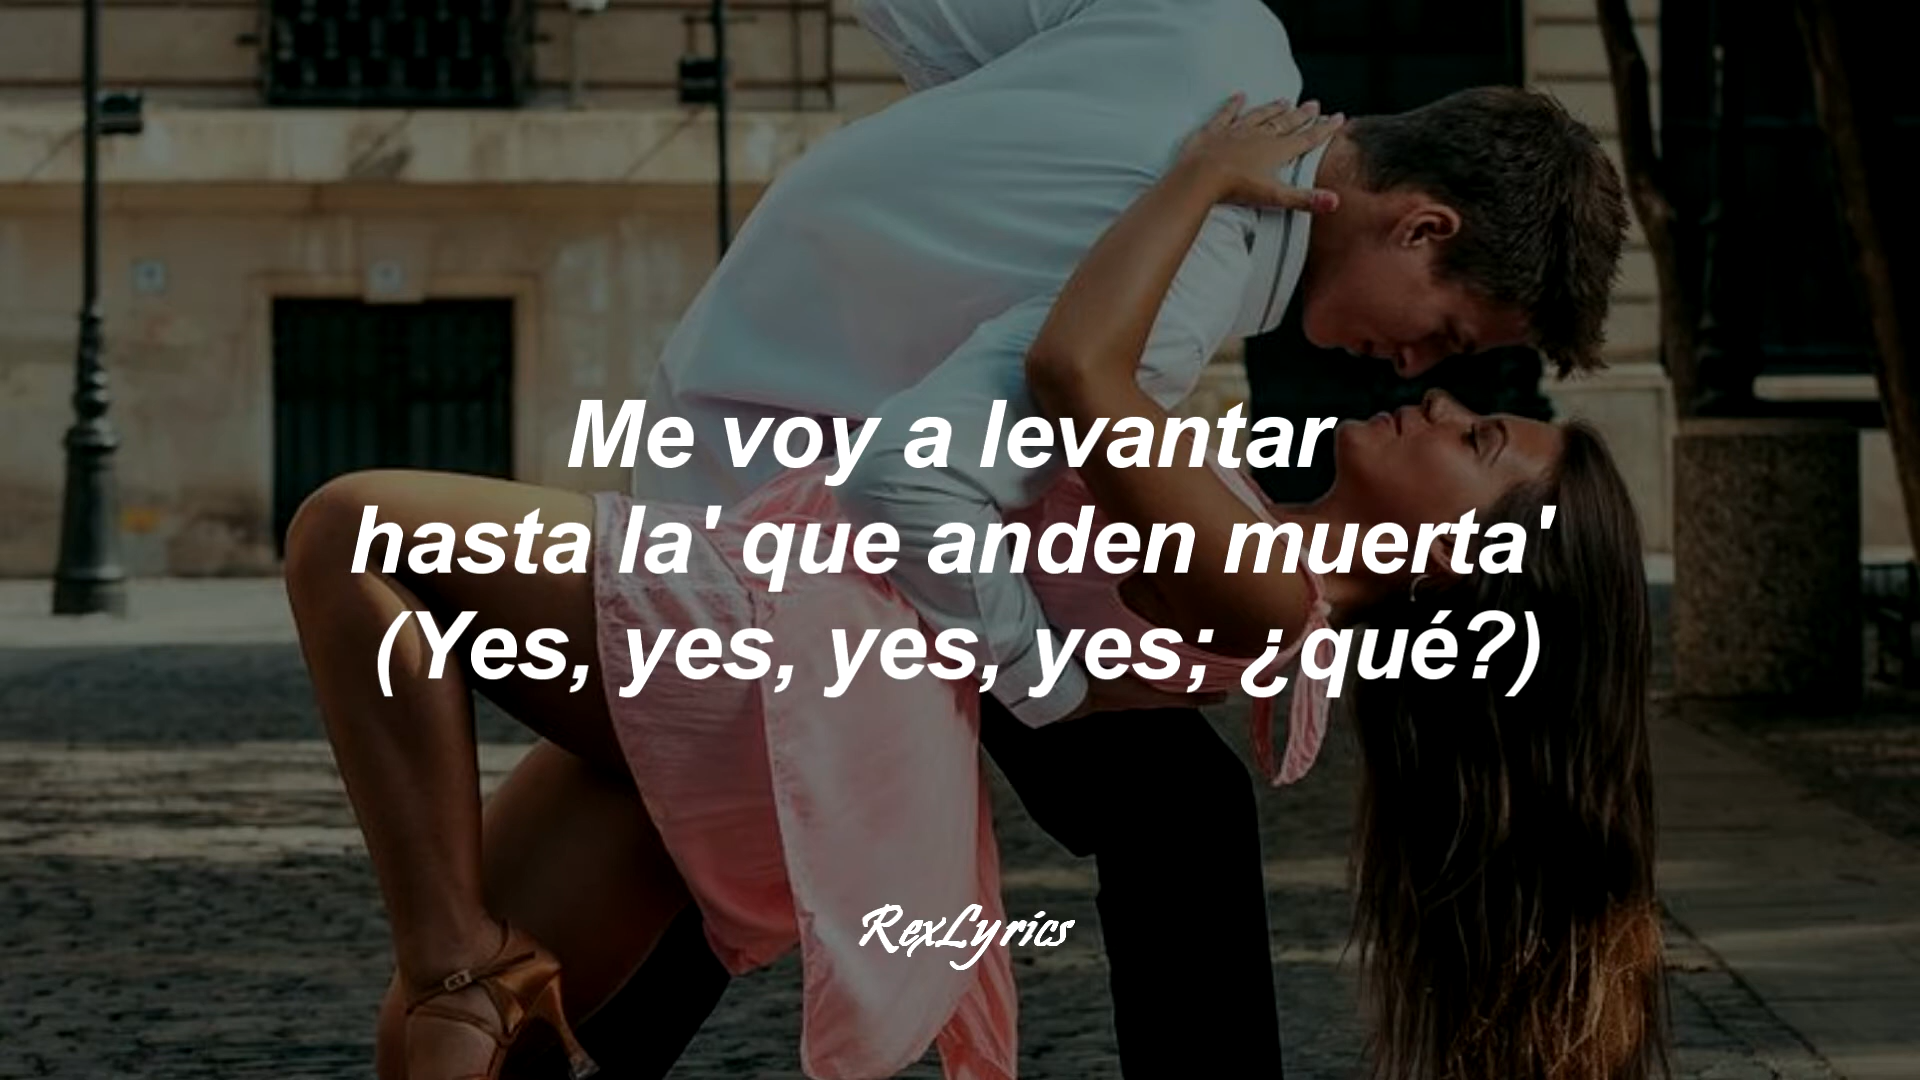 Me voy a levantar
hasta la' que anden muerta'
(Yes, yes, yes, yes; ¿qué?)
RexLyrics